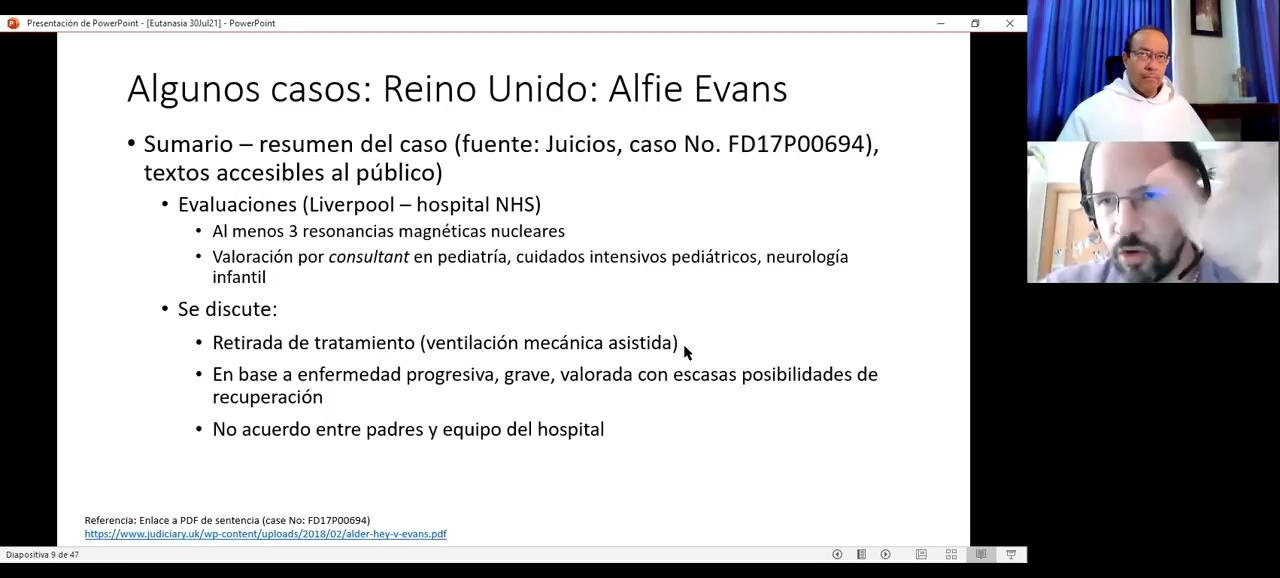 Presentación de PowerPoint - [Eutanasia 30Jul21] - PowerPoint
Algunos casos: Reino Unido: Alfie Evans
• Sumario – resumen del caso (fuente: Juicios, caso No. FD17P00694),
textos accesibles al público)
• Evaluaciones (Liverpool – hospital NHS)
• Al menos 3 resonancias magnéticas nucleares
• Valoración por consultant en pediatría, cuidados intensivos pediátricos, neurología
infantil
• Se discute:
• Retirada de tratamiento (ventilación mecánica asistida)
• En base a enfermedad progresiva, grave, valorada con escasas posibilidades de
recuperación
• No acuerdo entre padres y equipo del hospital
Referencia: Enlace a PDF de sentencia (case No: FD17P00694)
https://www.judiciary.uk/wp-content/uploads/2018/02/alder-hey-v-evans.pdf
Diapositiva 9 de 47